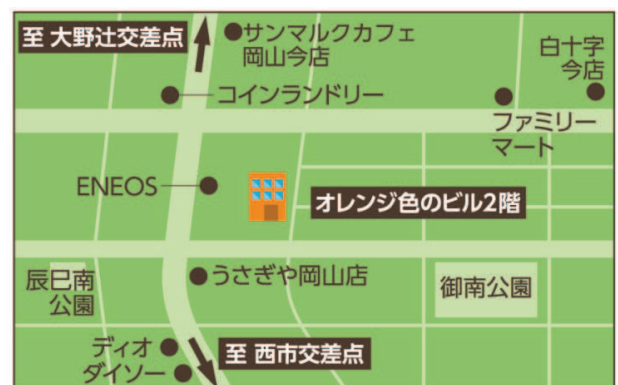 至 大野辻交差点
サンマルクカフェ
岡山今店
白十字
今店
コインランドリー
ファミリー
マート
ENEOS
オレンジ色のビル2階
うさぎや岡山店
辰巳南
公園
御南公園
ディオ
ダイソー
至 西市交差点